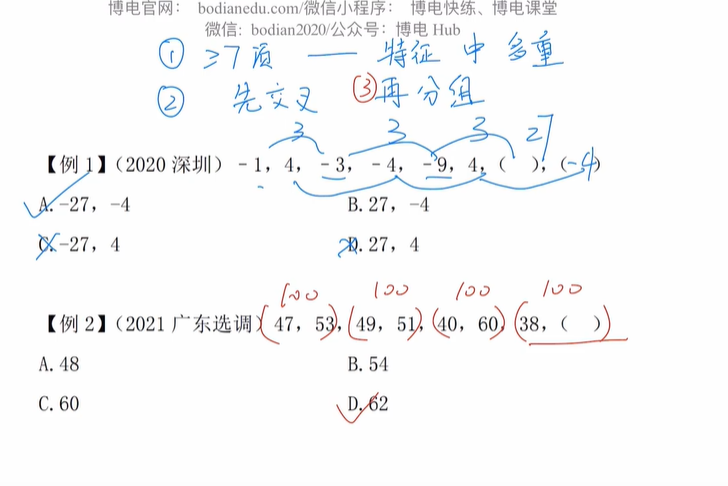 博电官网： bodianedu.com/微信小程序： 博电快练、博电课堂
微信: bodian2020/公众号: 博电 Hub
① ≥7项 — 特征 中 多重
② 先交叉 ③再分组
3 3 3 27
【例 1】（2020 深圳）﹣1，4，﹣3，﹣4，﹣9，4，（ ），（-4）
A. -27，-4
B. 27，-4
C. -27，4
D. 27，4
100 100 100 100
【例 2】（2021 广东选调）(47，53)，(49，51)，(40，60)，(38，（ ）)
A. 48
B. 54
C. 60
D. 62